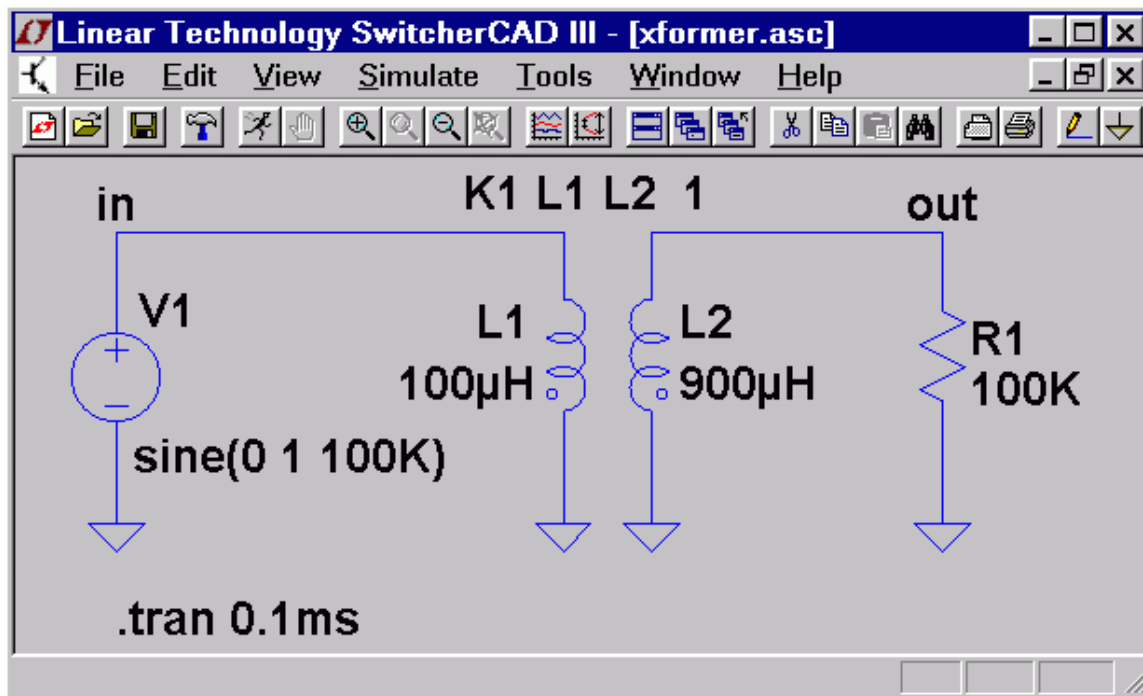 Linear Technology SwitcherCAD III - [xformer.asc]
File Edit View Simulate Tools Window Help
K1 L1 L2 1
in
out
V1
L1
L2
R1
100µH
900µH
100K
sine(0 1 100K)
.tran 0.1ms